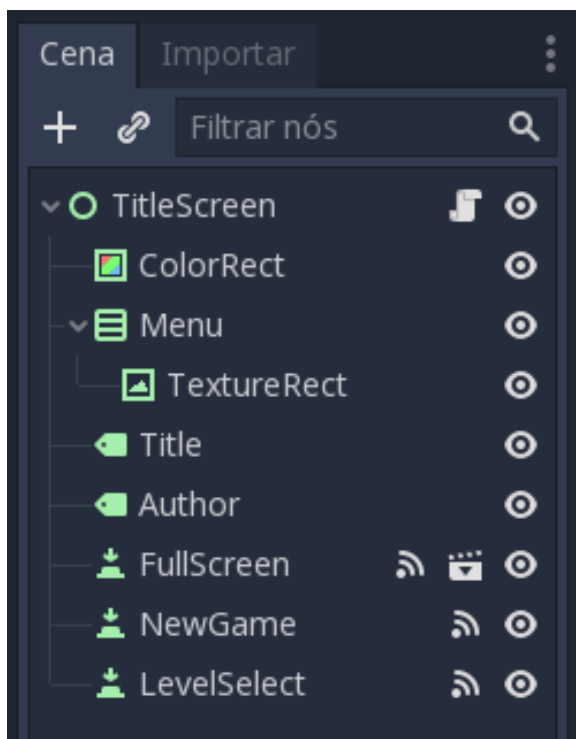 Cena Importar
Filtrar nós
TitleScreen
ColorRect
Menu
TextureRect
Title
Author
FullScreen
NewGame
LevelSelect